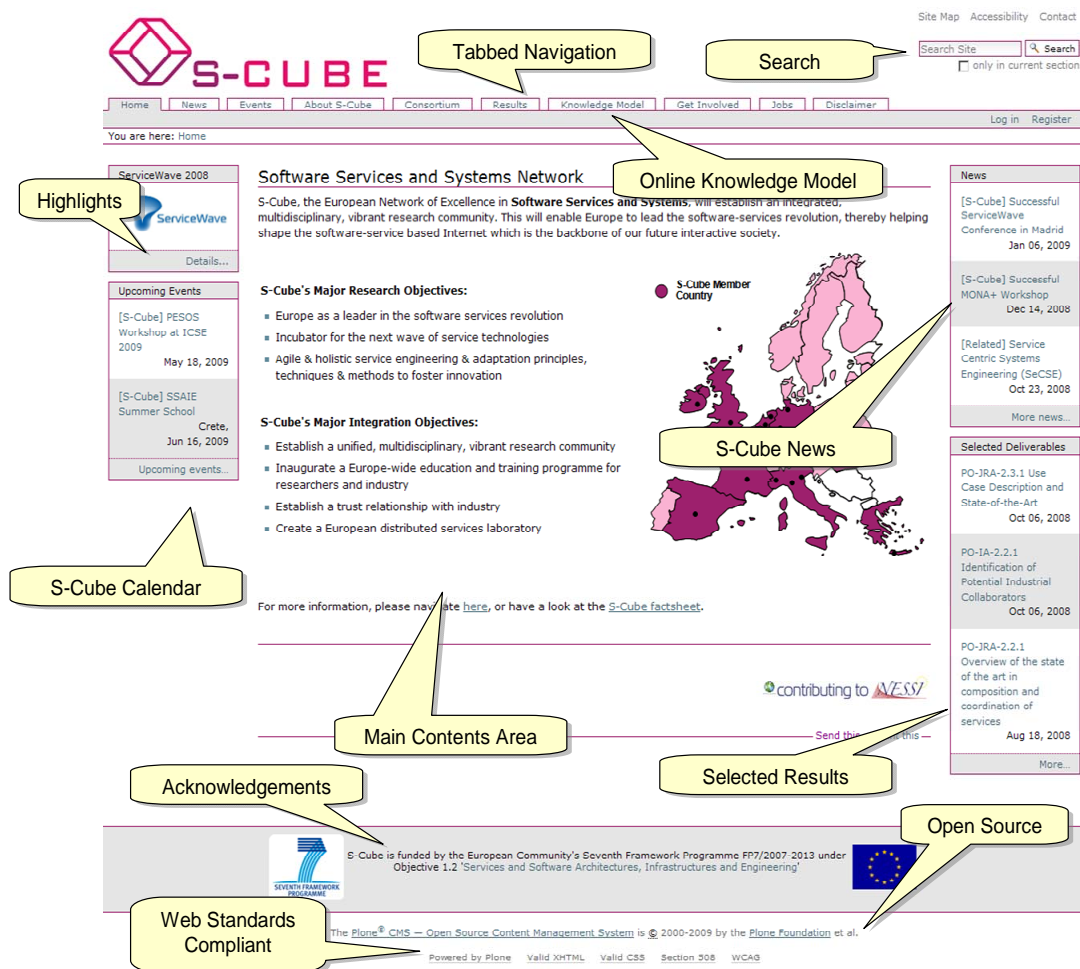 Site Map Accessibility Contact
S-CUBE
Tabbed Navigation
Search
Search Site
Search
only in current section
Home News Events About S-Cube Consortium Results Knowledge Model Get Involved Jobs Disclaimer
Log in Register
You are here: Home
Online Knowledge Model
Highlights
ServiceWave 2008
ServiceWave
Details...
Upcoming Events
[S-Cube] PESOS
Workshop at ICSE
2009
May 18, 2009
[S-Cube] SSAIE
Summer School
Crete,
Jun 16, 2009
Upcoming events...
S-Cube Calendar
Software Services and Systems Network
S-Cube, the European Network of Excellence in Software Services and Systems, will establish an integrated,
multidisciplinary, vibrant research community. This will enable Europe to lead the software-services revolution, thereby helping
shape the software-service based Internet which is the backbone of our future interactive society.
S-Cube's Major Research Objectives:
Europe as a leader in the software services revolution
Incubator for the next wave of service technologies
Agile & holistic service engineering & adaptation principles,
techniques & methods to foster innovation
S-Cube's Major Integration Objectives:
Establish a unified, multidisciplinary, vibrant research community
Inaugurate a Europe-wide education and training programme for
researchers and industry
Establish a trust relationship with industry
Create a European distributed services laboratory
S-Cube Member
Country
S-Cube News
For more information, please navigate here, or have a look at the S-Cube factsheet.
contributing to NESSI
Main Contents Area
Send this this
News
[S-Cube] Successful
ServiceWave
Conference in Madrid
Jan 06, 2009
[S-Cube] Successful
MONA+ Workshop
Dec 14, 2008
[Related] Service
Centric Systems
Engineering (SeCSE)
Oct 23, 2008
More news...
Selected Deliverables
PO-JRA-2.3.1 Use
Case Description and
State-of-the-Art
Oct 06, 2008
PO-IA-2.2.1
Identification of
Potential Industrial
Collaborators
Oct 06, 2008
PO-JRA-2.2.1
Overview of the state
of the art in
composition and
coordination of
services
Aug 18, 2008
More...
Selected Results
Acknowledgements
Open Source
SEVENTH FRAMEWORK
PROGRAMME
S-Cube is funded by the European Community's Seventh Framework Programme FP7/2007-2013 under
Objective 1.2 'Services and Software Architectures, Infrastructures and Engineering'
Web Standards
Compliant
The Plone® CMS — Open Source Content Management System is © 2000-2009 by the Plone Foundation et al.
Powered by Plone Valid XHTML Valid CSS Section 508 WCAG